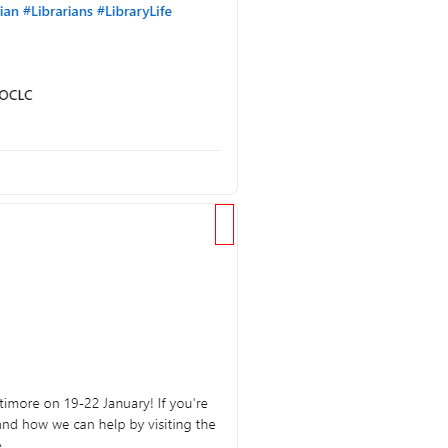 ian #Librarians #LibraryLife
OCLC
timore on 19-22 January! If you're
and how we can help by visiting the